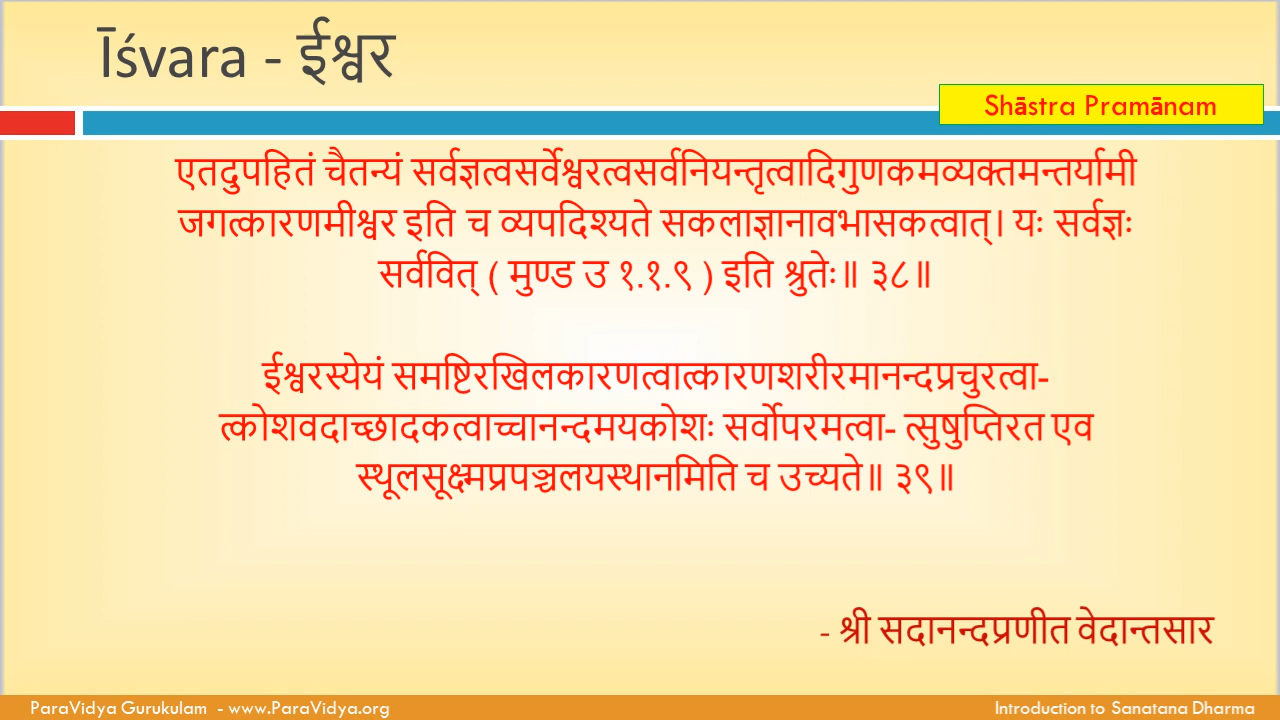 Īśvara - ईश्वर
Shāstra Pramānam
एतदुपहितं चैतन्यं सर्वज्ञत्वसर्वेश्वरत्वसर्वनियन्तृत्वादिगुणकमव्यक्तमन्तर्यामी
जगत्कारणमीश्वर इति च व्यपदिश्यते सकलाज्ञानावभासकत्वात्। यः सर्वज्ञः
सर्ववित् ( मुण्ड उ १.१.९ ) इति श्रुतेः॥ ३८॥
ईश्वरस्येयं समष्टिरखिलकारणत्वात्कारणशरीरमानन्दप्रचुरत्वा-
त्कोशवदाच्छादकत्वाच्चानन्दमयकोशः सर्वोपरमत्वा- त्सुषुप्तिरत एव
स्थूलसूक्ष्मप्रपञ्चलयस्थानमिति च उच्यते॥ ३९॥
- श्री सदानन्दप्रणीत वेदान्तसार
ParaVidya Gurukulam - www.ParaVidya.org
Introduction to Sanatana Dharma